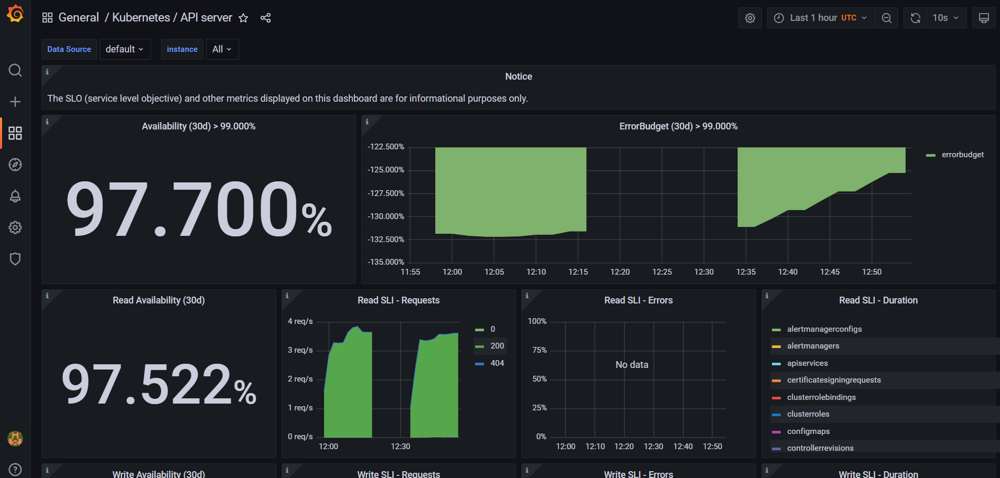 General / Kubernetes / API server
Last 1 hour UTC
10s
Data Source default instance All
Notice
The SLO (service level objective) and other metrics displayed on this dashboard are for informational purposes only.
Availability (30d) > 99.000%
97.700%
ErrorBudget (30d) > 99.000%
-122.500%
-125.000%
-127.500%
-130.000%
-132.500%
-135.000%
11:55 12:00 12:05 12:10 12:15 12:20 12:25 12:30 12:35 12:40 12:45 12:50
errorbudget
Read Availability (30d)
97.522%
Read SLI - Requests
4 req/s
3 req/s
2 req/s
1 req/s
0 req/s
12:00 12:30
0
200
404
Read SLI - Errors
100%
75%
50%
25%
0%
No data
12:00 12:10 12:20 12:30 12:40 12:50
Read SLI - Duration
alertmanagerconfigs
alertmanagers
apiservices
certificatesigningrequests
clusterrolebindings
clusterroles
configmaps
controllerrevisions
Write Availability (30d)
Write SLI - Requests
Write SLI - Errors
Write SLI - Duration